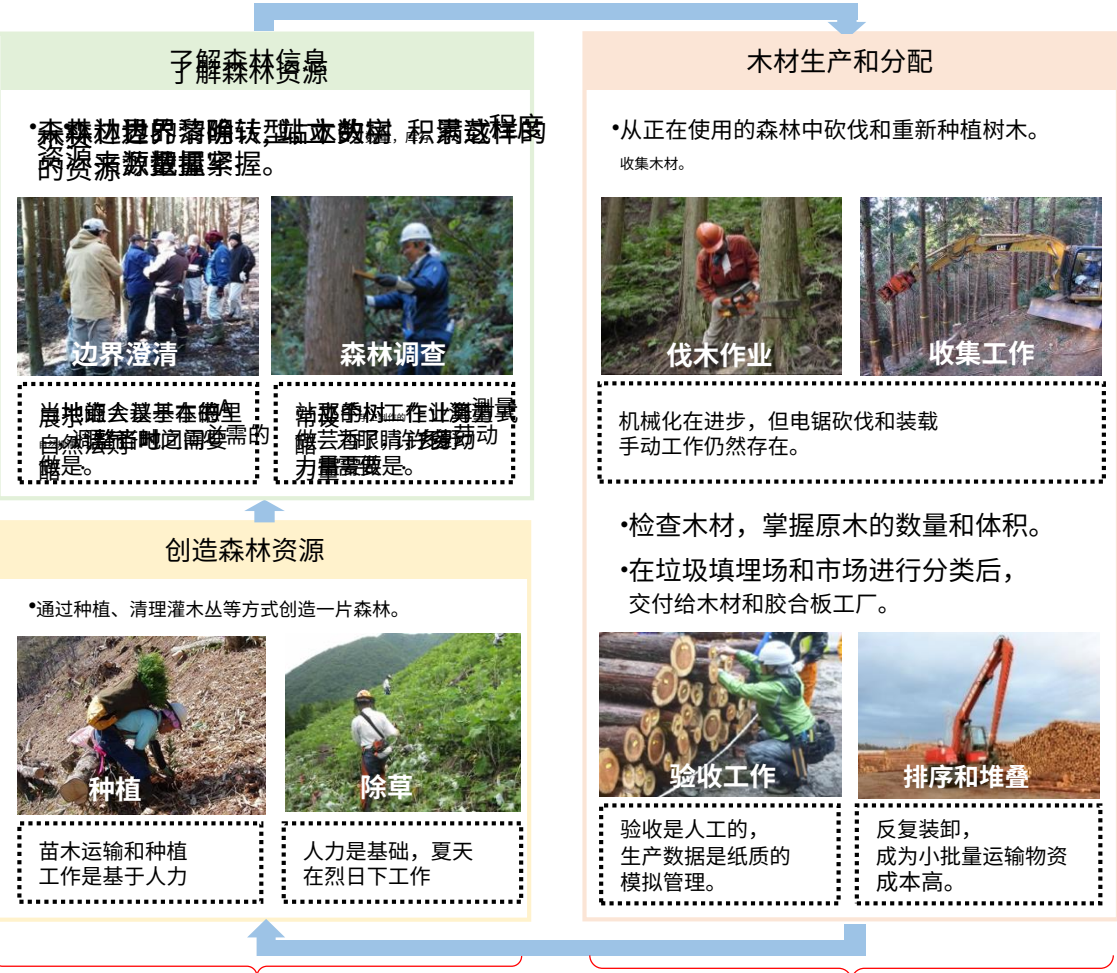 了解森林信息
了解森林资源
边界澄清
森林调查
创造森林资源
•通过种植、清理灌木丛等方式创造一片森林。
种植
除草
苗木运输和种植
工作是基于人力
人力是基础，夏天
在烈日下工作
木材生产和分配
•从正在使用的森林中砍伐和重新种植树木。
收集木材。
伐木作业
CAT
收集工作
机械化在进步，但电锯砍伐和装载
手动工作仍然存在。
•检查木材，掌握原木的数量和体积。
•在垃圾填埋场和市场进行分类后，
交付给木材和胶合板工厂。
验收工作
排序和堆叠
验收是人工的，
生产数据是纸质的
模拟管理。
反复装卸，
成为小批量运输物资
成本高。